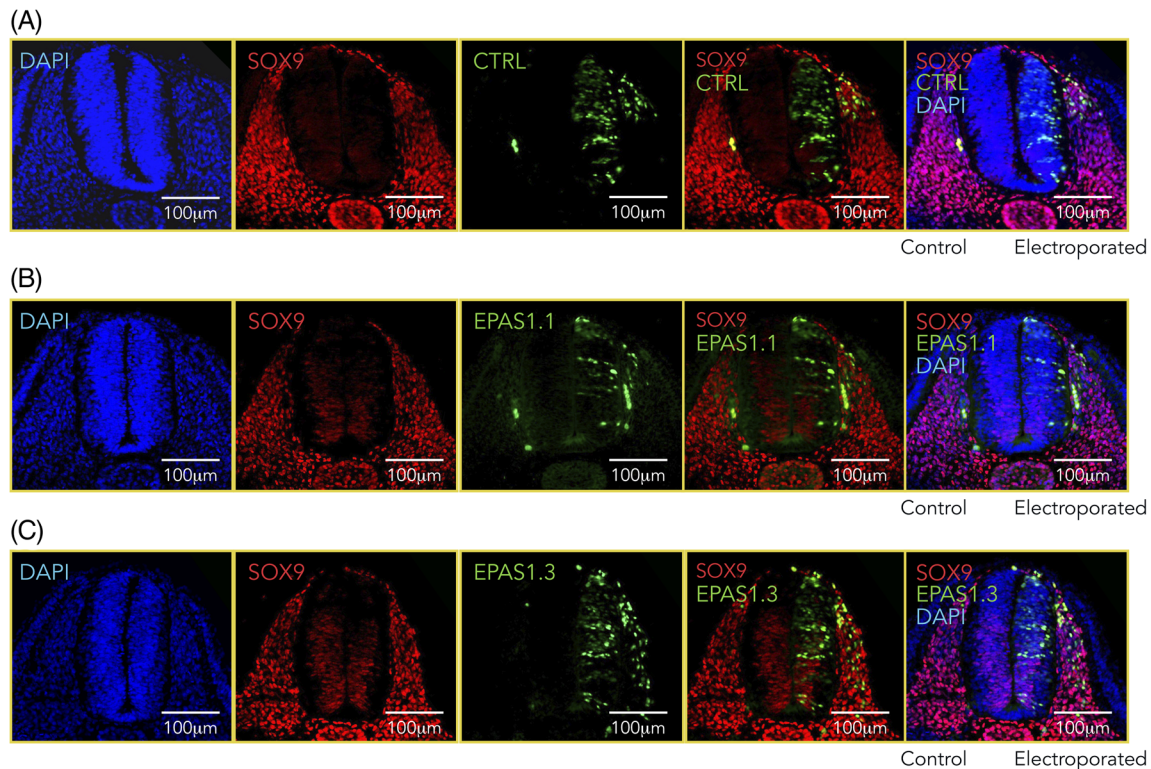 (A)
DAPI
SOX9
CTRL
SOX9
CTRL
SOX9
CTRL
DAPI
100μm
100μm
100μm
100μm
100μm
Control
Electroporated
(B)
DAPI
SOX9
EPAS1.1
SOX9
EPAS1.1
SOX9
EPAS1.1
DAPI
100μm
100μm
100μm
100μm
100μm
Control
Electroporated
(C)
DAPI
SOX9
EPAS1.3
SOX9
EPAS1.3
SOX9
EPAS1.3
DAPI
100μm
100μm
100μm
100μm
100μm
Control
Electroporated